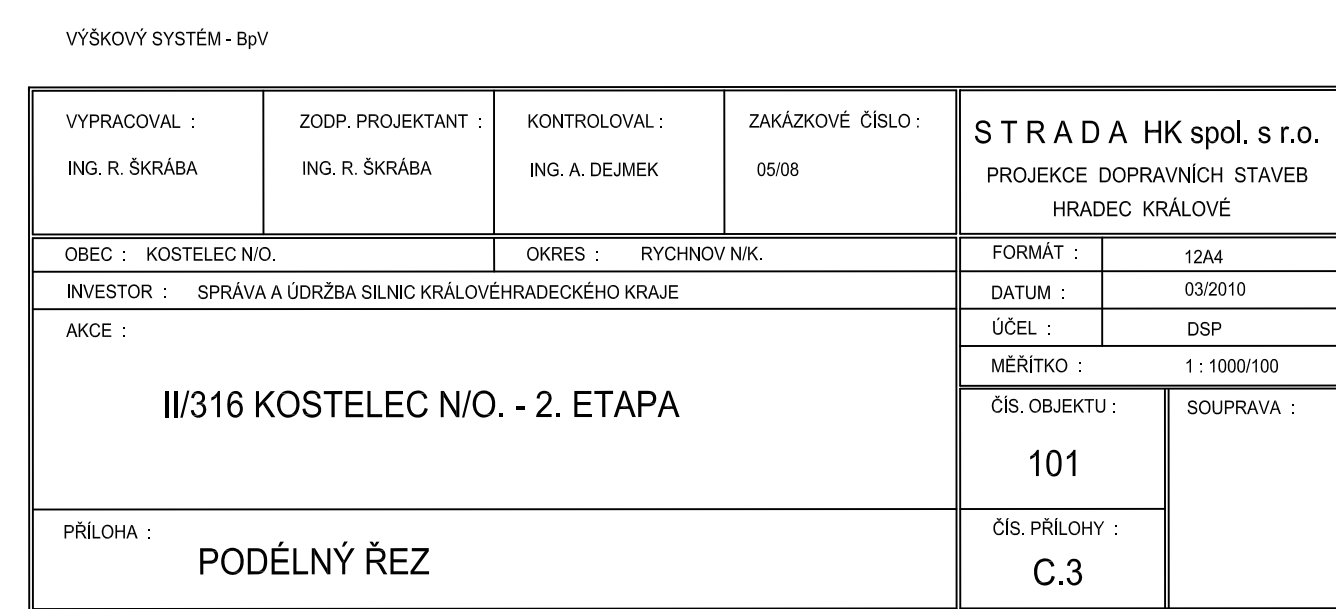 VÝŠKOVÝ SYSTÉM - BpV
VYPRACOVAL :
ING. R. ŠKRÁBA
ZODP. PROJEKTANT :
ING. R. ŠKRÁBA
KONTROLOVAL :
ING. A. DEJMEK
ZAKÁZKOVÉ ČÍSLO :
05/08
S T R A D A HK spol. s r.o.
PROJEKCE DOPRAVNÍCH STAVEB
HRADEC KRÁLOVÉ
OBEC : KOSTELEC N/O.
OKRES : RYCHNOV N/K.
INVESTOR : SPRÁVA A ÚDRŽBA SILNIC KRÁLOVÉHRADECKÉHO KRAJE
FORMÁT : 12A4
DATUM : 03/2010
ÚČEL : DSP
MĚŘÍTKO : 1 : 1000/100
AKCE :
II/316 KOSTELEC N/O. - 2. ETAPA
ČÍS. OBJEKTU :
101
SOUPRAVA :
PŘÍLOHA :
PODÉLNÝ ŘEZ
ČÍS. PŘÍLOHY :
C.3